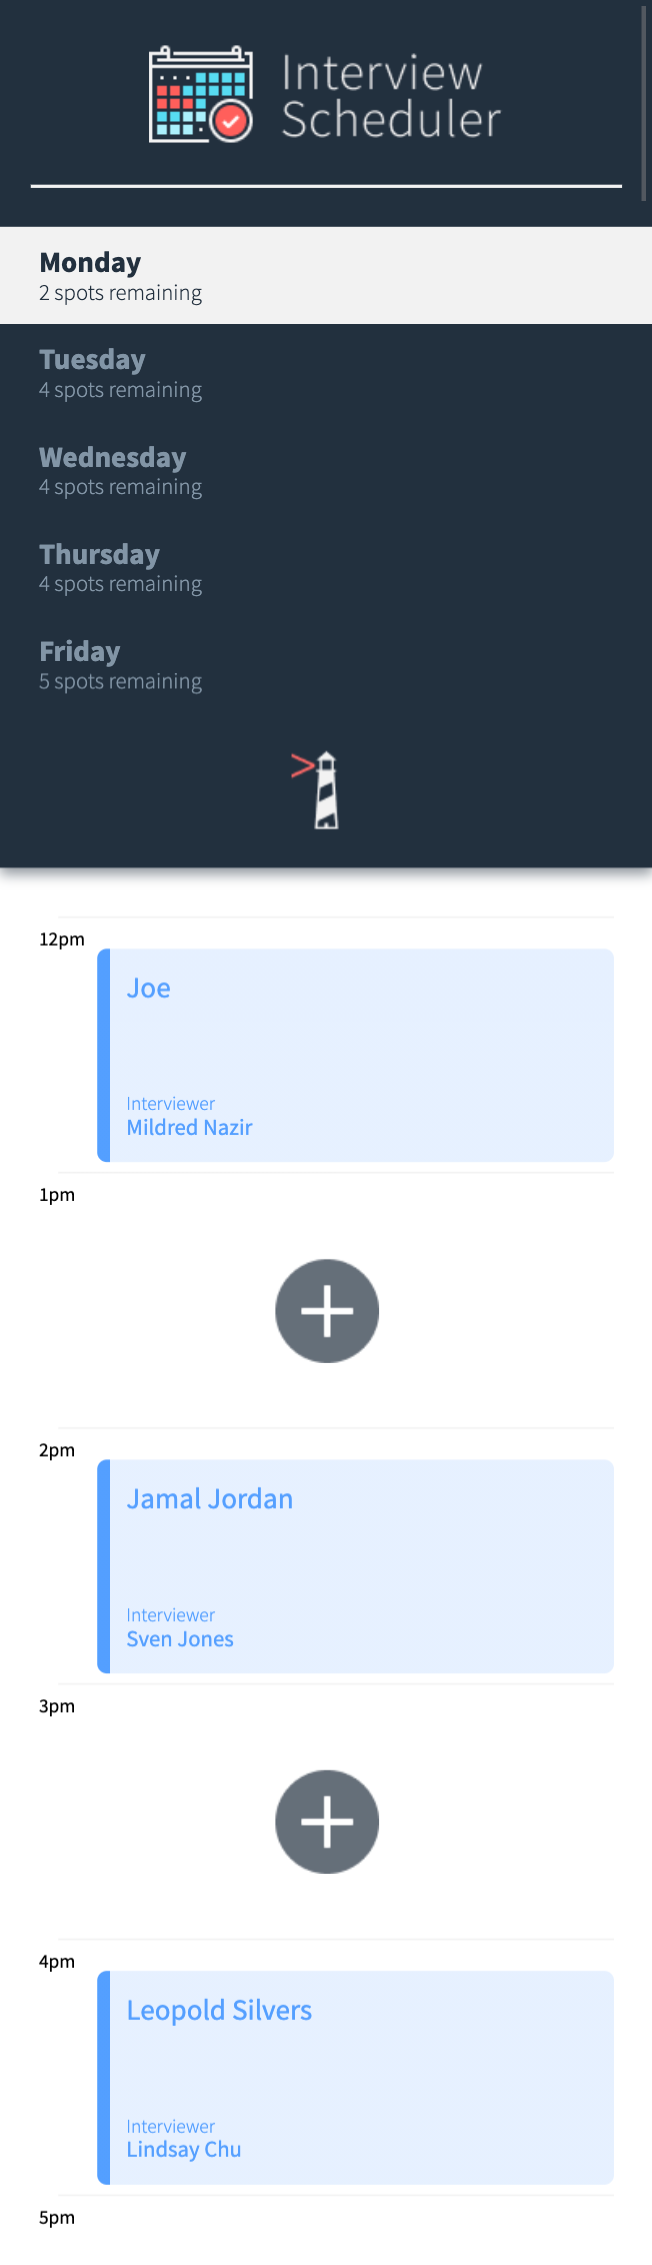 Interview
Scheduler
Monday
2 spots remaining
Tuesday
4 spots remaining
Wednesday
4 spots remaining
Thursday
4 spots remaining
Friday
5 spots remaining
12pm
Joe
Interviewer
Mildred Nazir
1pm
2pm
Jamal Jordan
Interviewer
Sven Jones
3pm
4pm
Leopold Silvers
Interviewer
Lindsay Chu
5pm